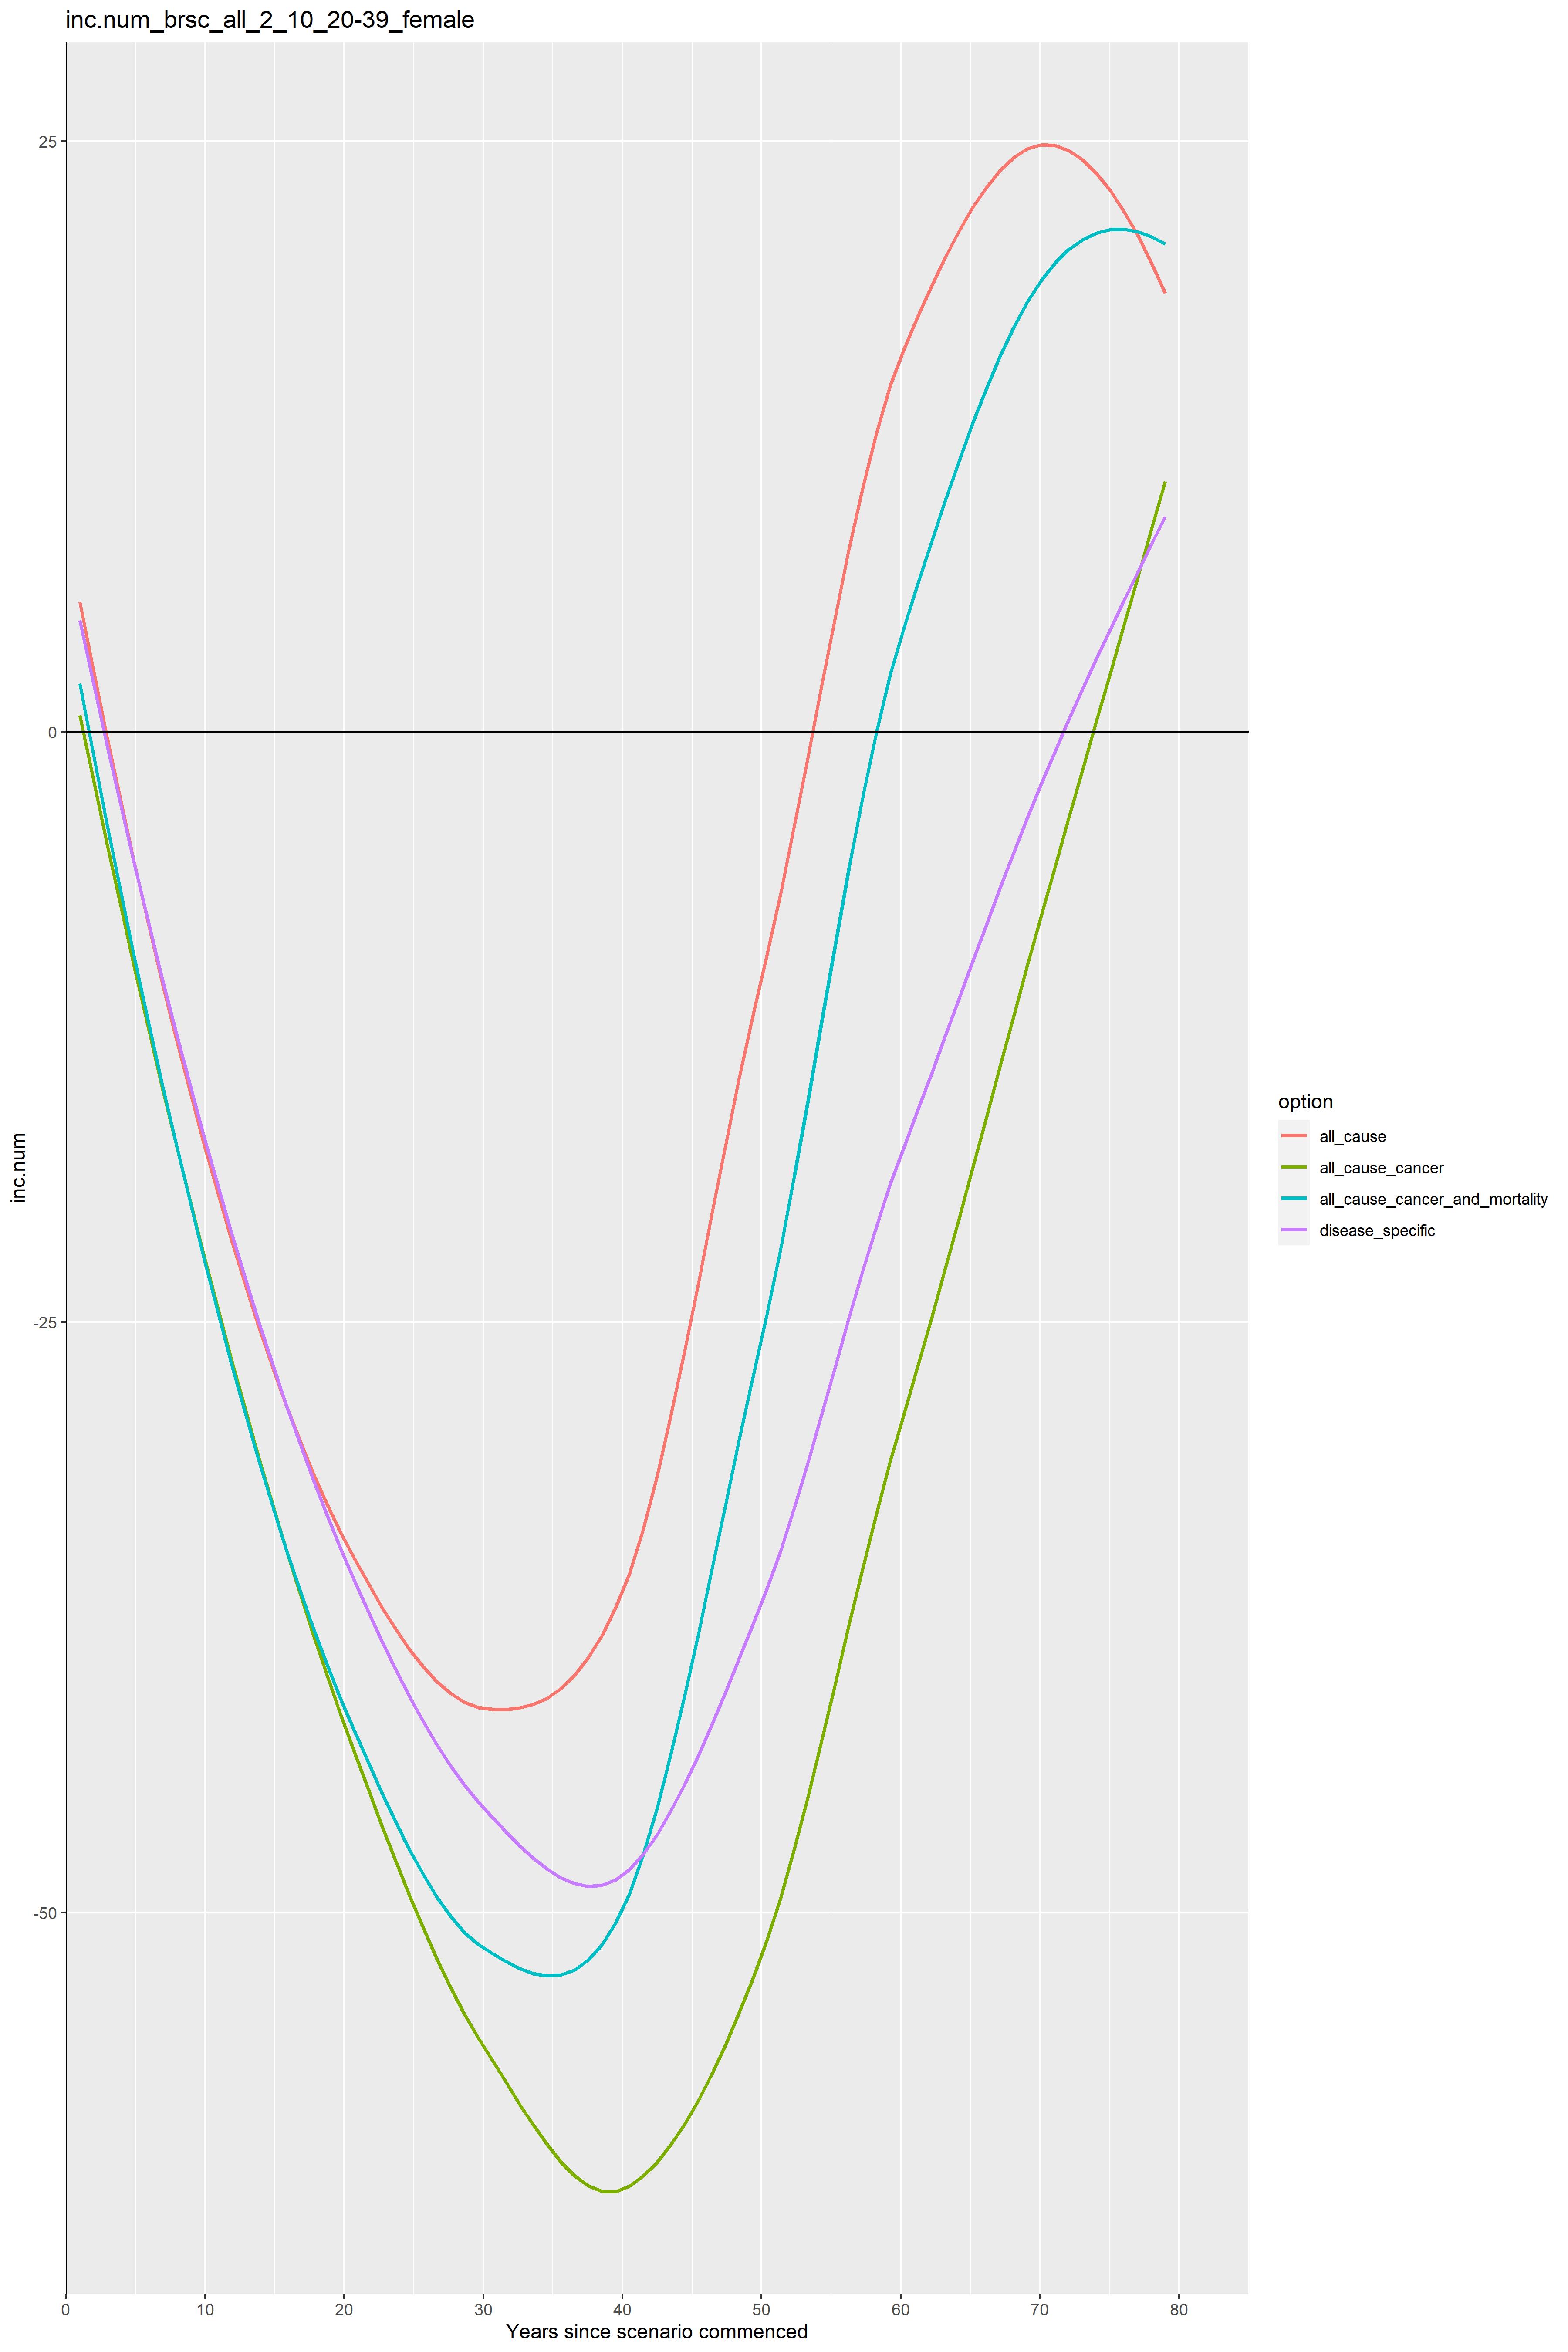 inc.num_brsc_all_2_10_20-39_female
25
0
-25
-50
inc.num
0 10 20 30 40 50 60 70 80
Years since scenario commenced
option
all_cause
all_cause_cancer
all_cause_cancer_and_mortality
disease_specific